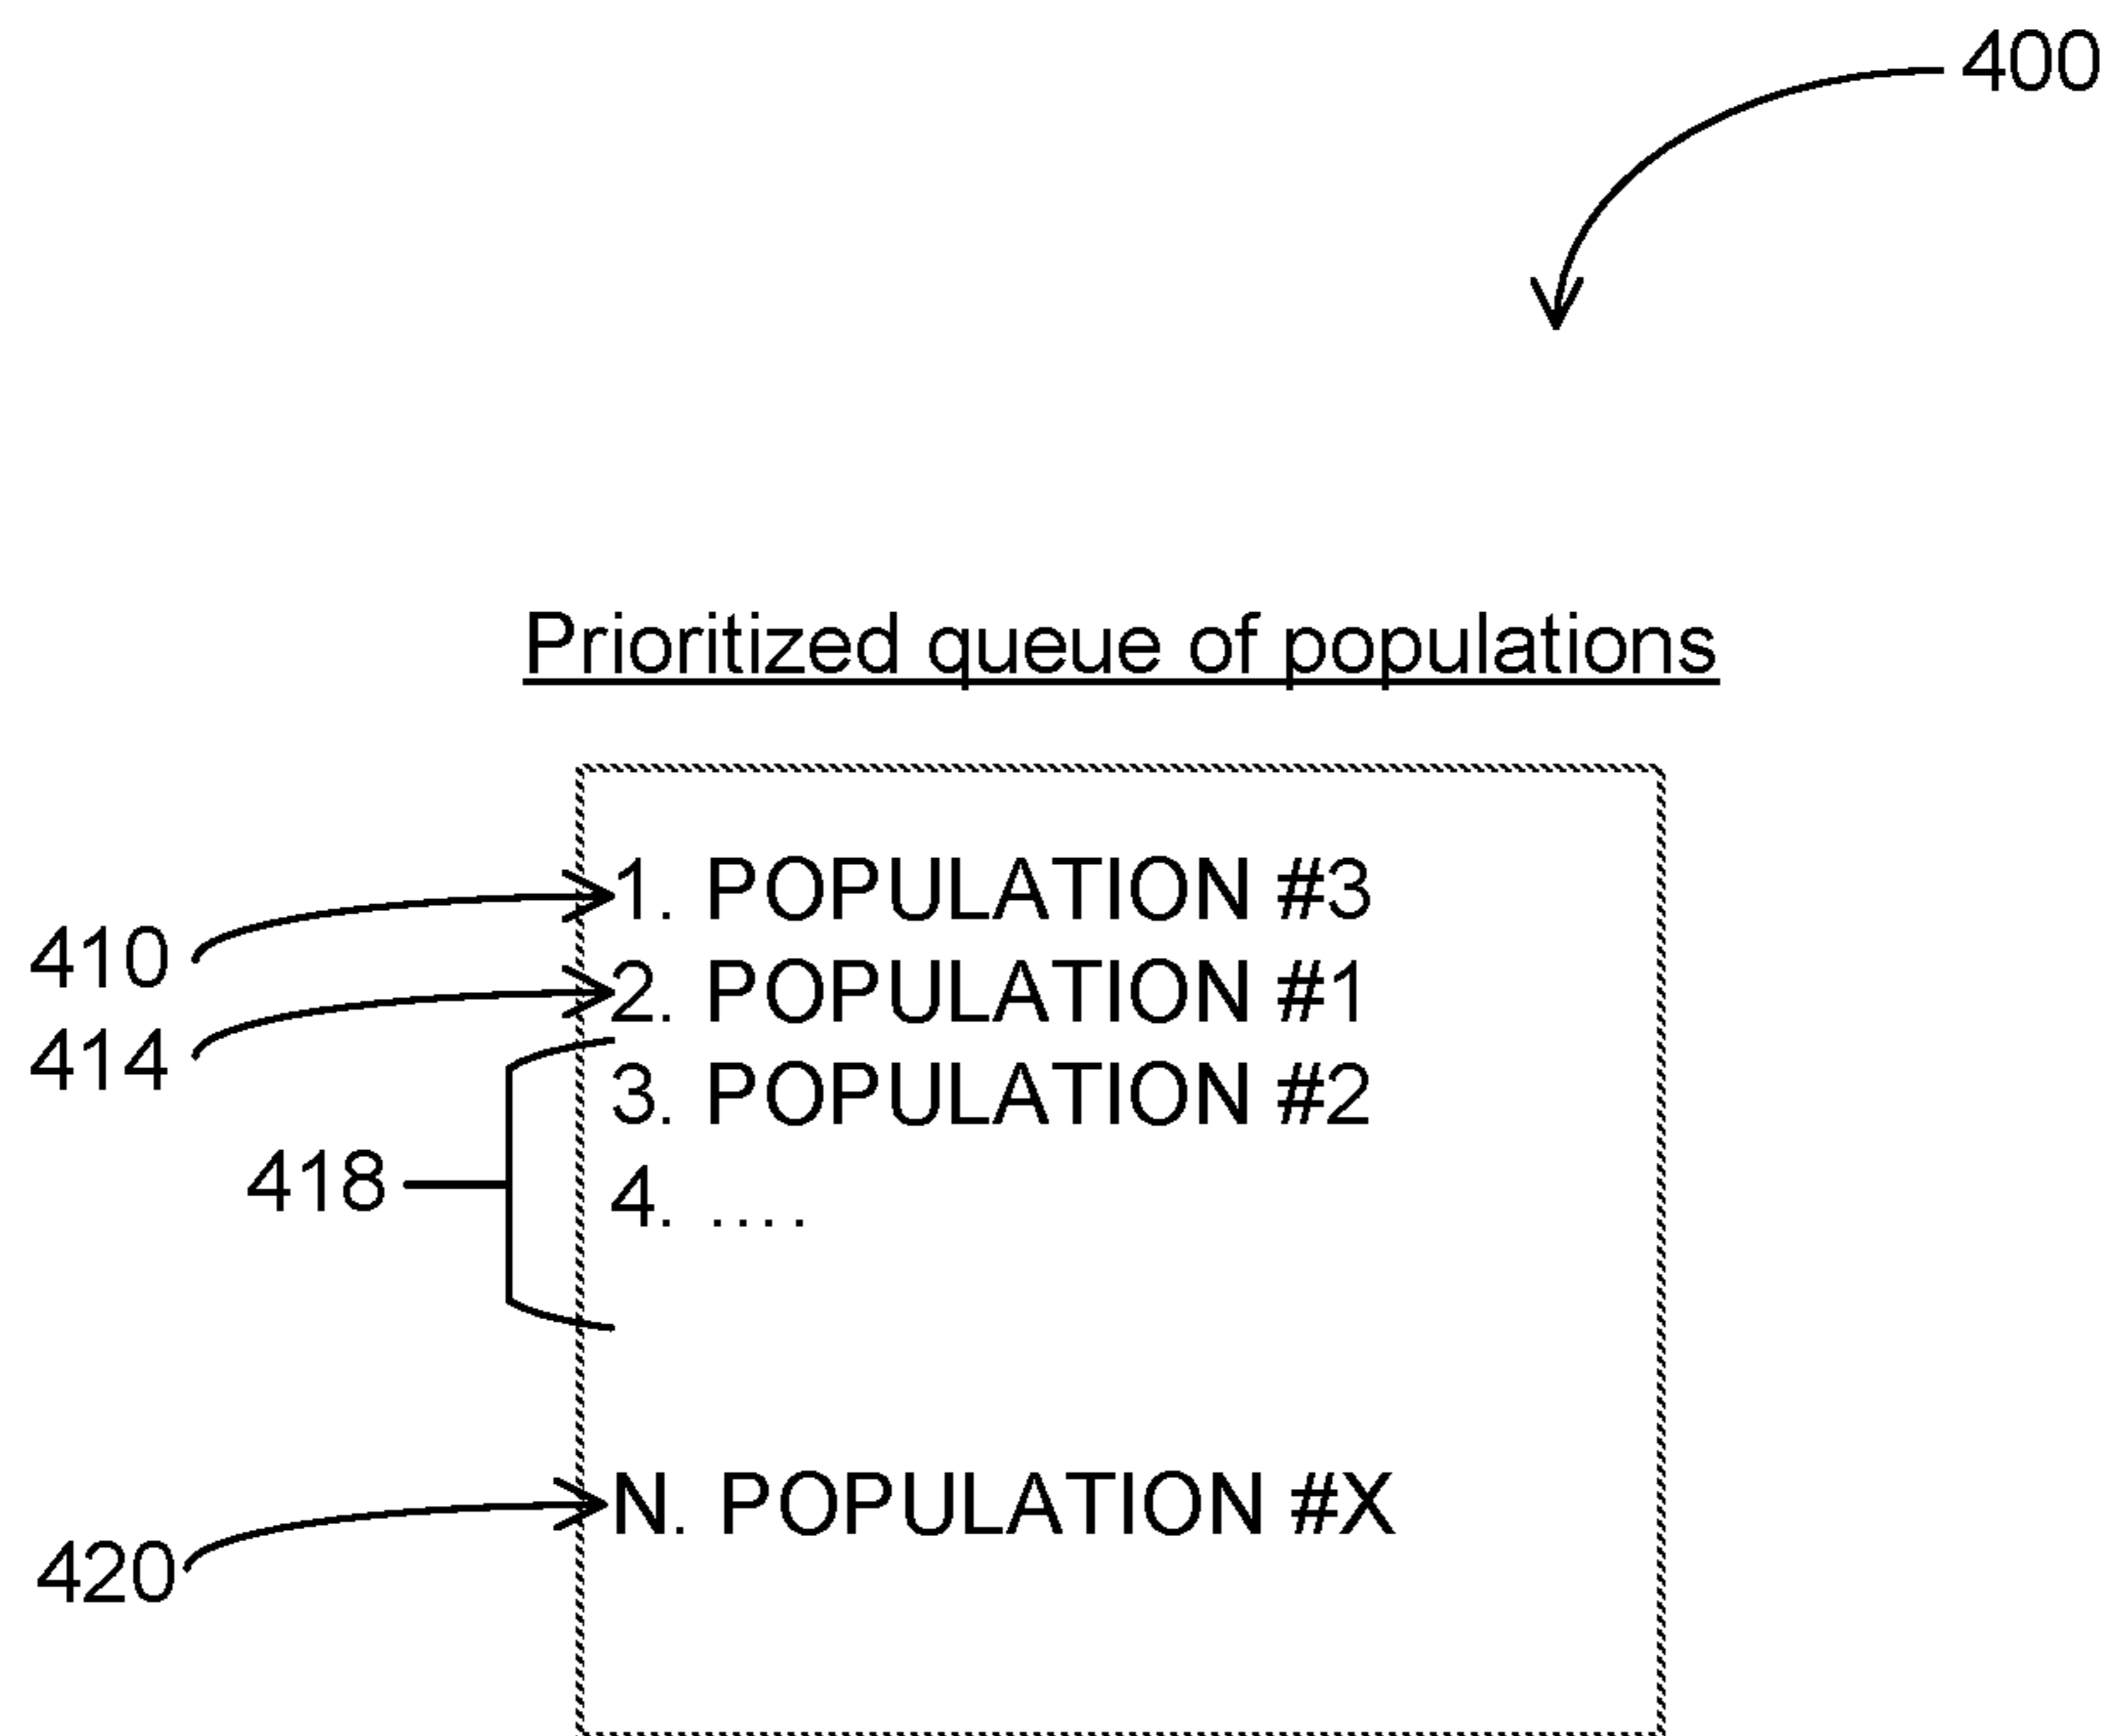 400
Prioritized queue of populations
1. POPULATION #3
410
2. POPULATION #1
414
3. POPULATION #2
418
4. ....
N. POPULATION #X
420